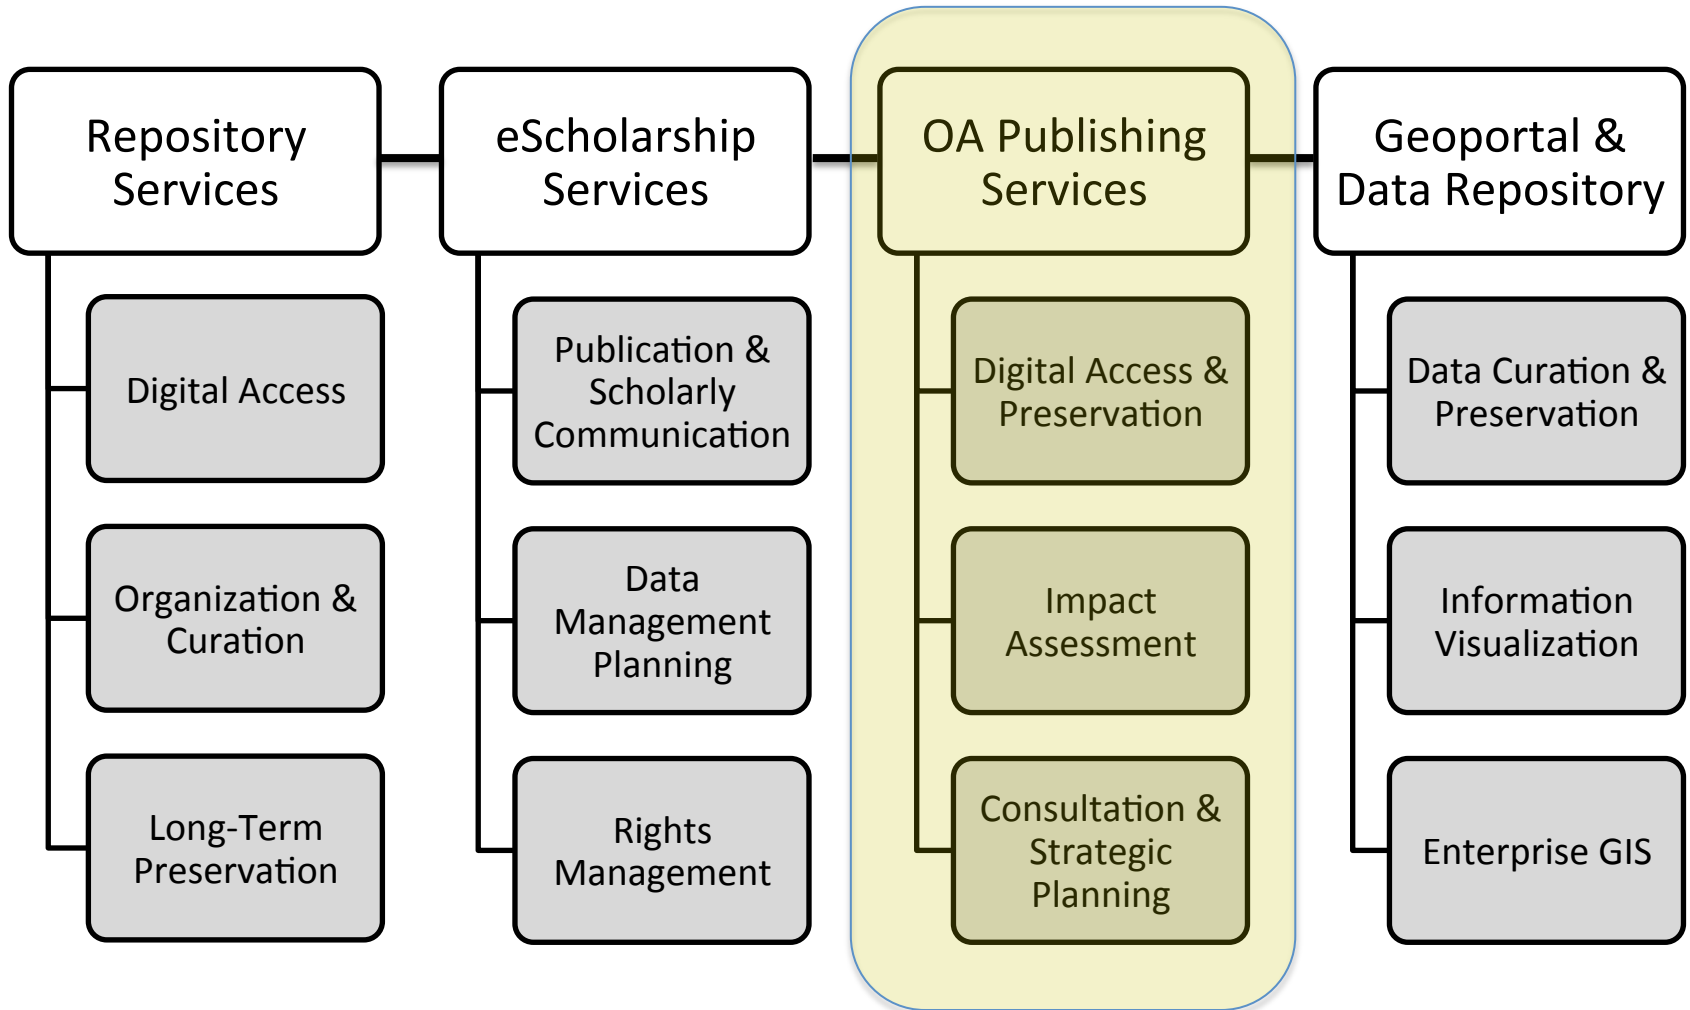 Repository
Services
Digital Access
Organization &
Curation
Long-Term
Preservation
eScholarship
Services
Publication &
Scholarly
Communication
Data
Management
Planning
Rights
Management
OA Publishing
Services
Digital Access &
Preservation
Impact
Assessment
Consultation &
Strategic
Planning
Geoportal &
Data Repository
Data Curation &
Preservation
Information
Visualization
Enterprise GIS